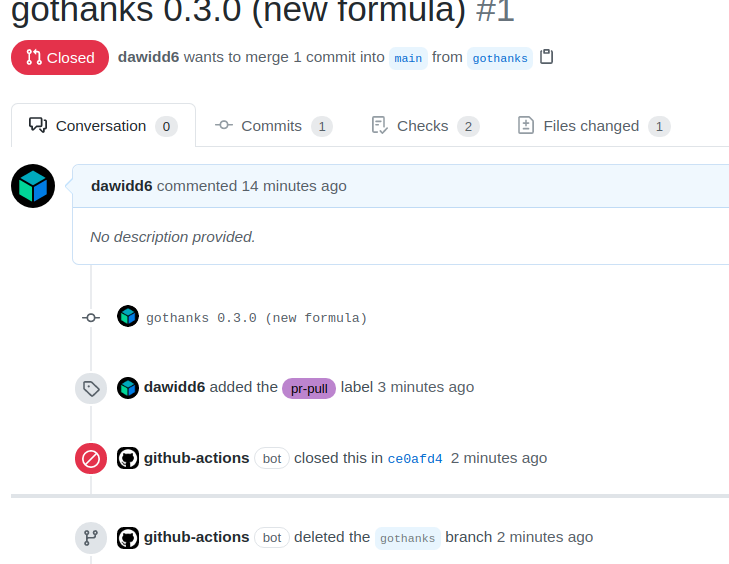 gothanks 0.3.0 (new formula) #1
Closed dawidd6 wants to merge 1 commit into main from gothanks
Conversation 0 Commits 1 Checks 2 Files changed 1
dawidd6 commented 14 minutes ago
No description provided.
gothanks 0.3.0 (new formula)
dawidd6 added the pr-pull label 3 minutes ago
github-actions bot closed this in ce0afd4 2 minutes ago
github-actions bot deleted the gothanks branch 2 minutes ago